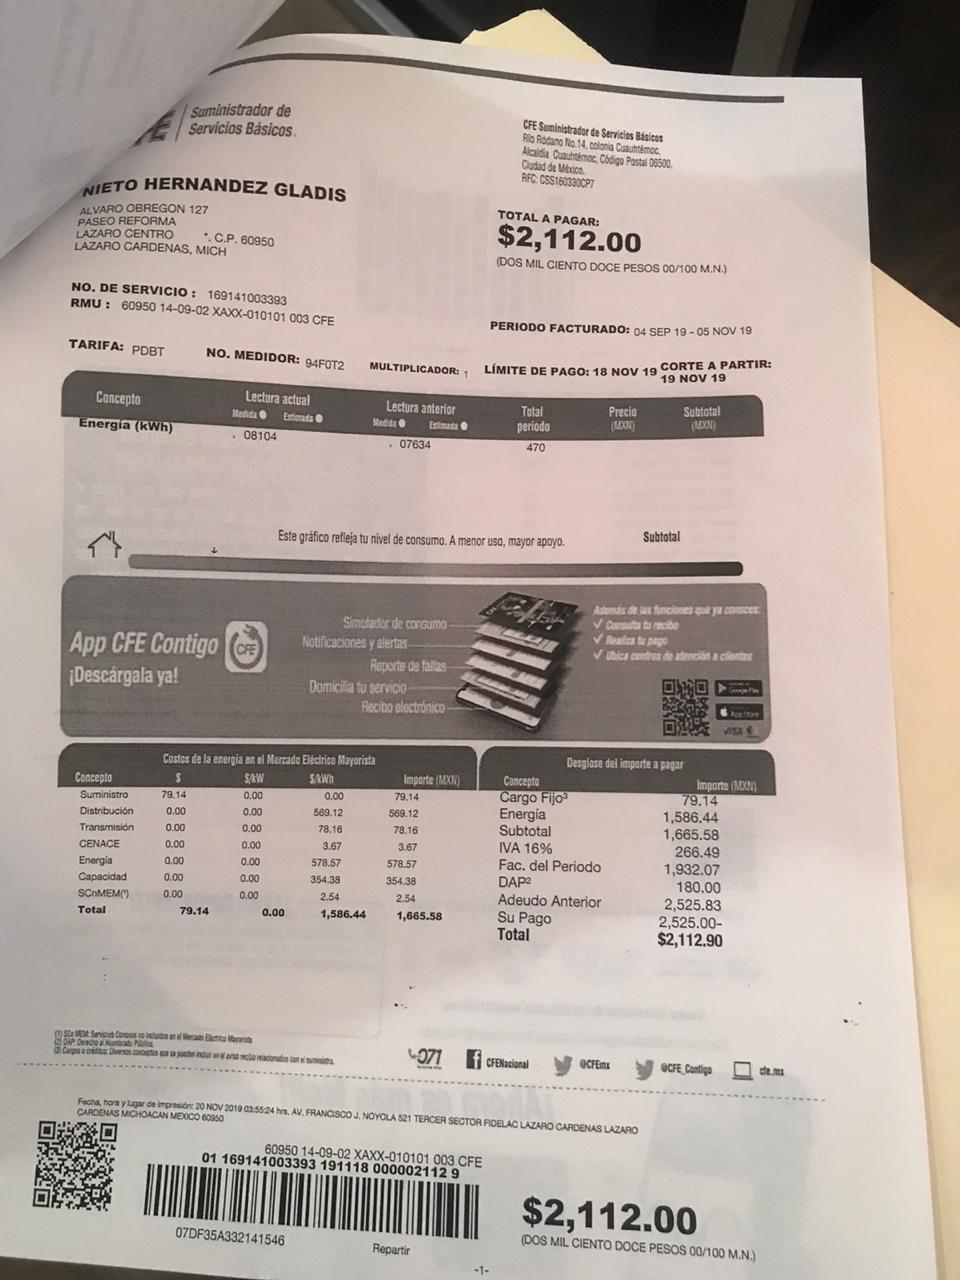 Suministrador de
Servicios Básicos.
CFE Suministrador de Servicios Básicos
Río Ródano No.14, colonia Cuauhtémoc,
Alcaldía Cuauhtémoc, Código Postal 06500,
Ciudad de México.
RFC: CSS160330CP7
NIETO HERNANDEZ GLADIS
ALVARO OBREGON 127
PASEO REFORMA
LAZARO CENTRO *. C.P. 60950
LAZARO CARDENAS, MICH
TOTAL A PAGAR:
$2,112.00
(DOS MIL CIENTO DOCE PESOS 00/100 M.N.)
NO. DE SERVICIO : 169141003393
RMU : 60950 14-09-02 XAXX-010101 003 CFE
PERIODO FACTURADO: 04 SEP 19 - 05 NOV 19
TARIFA: PDBT NO. MEDIDOR: 94F0T2 MULTIPLICADOR: 1 LÍMITE DE PAGO: 18 NOV 19 CORTE A PARTIR:
19 NOV 19
Concepto Lectura actual Lectura anterior Total Precio Subtotal
Medida Estimada Medida Estimada periodo (MXN) (MXN)
Energía (kWh) 08104 07634 470
Este gráfico refleja tu nivel de consumo. A menor uso, mayor apoyo. Subtotal
App CFE Contigo
¡Descárgala ya!
CFE
Simulador de consumo
Notificaciones y alertas
Reporte de fallas
Domicilia tu servicio
Recibo electrónico
Además de las funciones que ya conoces:
✓ Consulta tu recibo
✓ Realiza tu pago
✓ Ubica centros de atención a clientes
Google Play
App Store
VISA
Costos de la energía en el Mercado Eléctrico Mayorista
Concepto $ $/kW $/kWh Importe (MXN)
Suministro 79.14 0.00 0.00 79.14
Distribución 0.00 0.00 569.12 569.12
Transmisión 0.00 0.00 78.16 78.16
CENACE 0.00 0.00 3.67 3.67
Energía 0.00 0.00 578.57 578.57
Capacidad 0.00 0.00 354.38 354.38
SCnMEM(¹) 0.00 0.00 2.54 2.54
Total 79.14 0.00 1,586.44 1,665.58
Desglose del importe a pagar
Concepto Importe (MXN)
Cargo Fijo³ 79.14
Energía 1,586.44
Subtotal 1,665.58
IVA 16% 266.49
Fac. del Periodo 1,932.07
DAP² 180.00
Adeudo Anterior 2,525.83
Su Pago 2,525.00-
Total $2,112.90
(1) SCn MEM: Servicios Conexos no incluidos en el Mercado Eléctrico Mayorista.
(2) DAP: Derecho al Alumbrado Público.
(3) Cargos o créditos: Diversos conceptos que se pueden incluir en el aviso recibo relacionados con el suministro.
071 CFENacional @CFEmx @CFE_Contigo cfe.mx
Fecha, hora y lugar de impresión: 20 NOV 2019 03:55:24 hrs. AV. FRANCISCO J. NOYOLA 521 TERCER SECTOR FIDELAC LAZARO CARDENAS LAZARO
CARDENAS MICHOACAN MEXICO 60950
60950 14-09-02 XAXX-010101 003 CFE
01 169141003393 191118 000002112 9
07DF35A332141546
Repartir
$2,112.00
(DOS MIL CIENTO DOCE PESOS 00/100 M.N.)
-1-